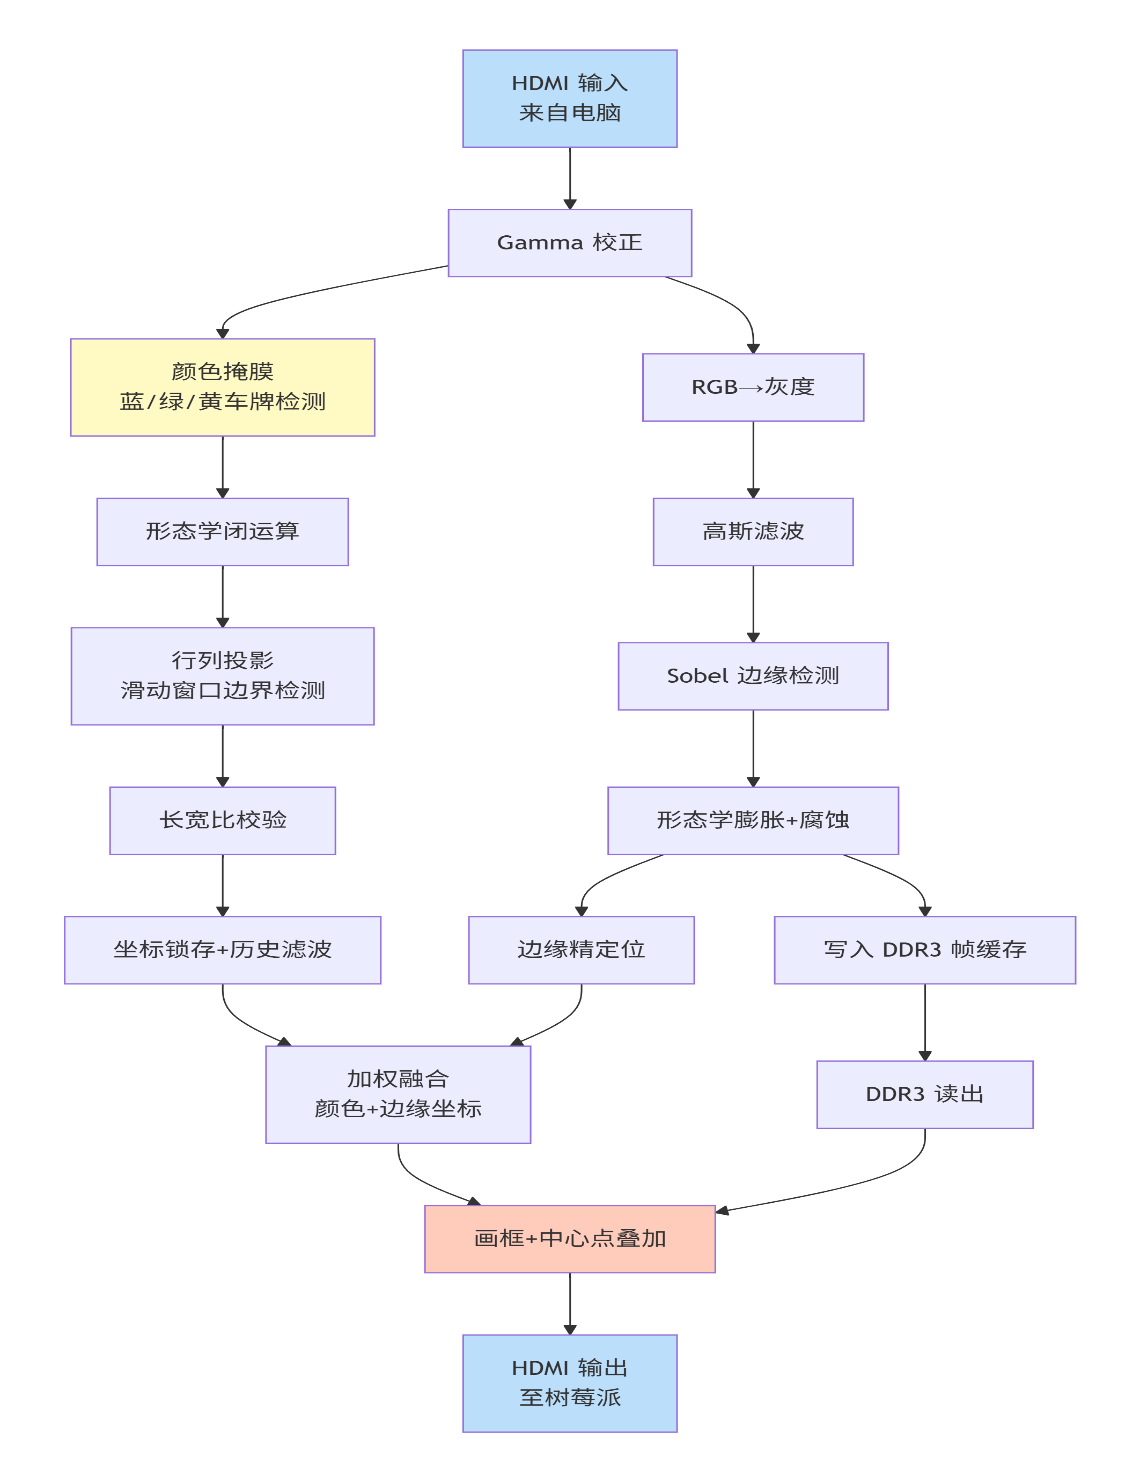 HDMI 输入
来自电脑
Gamma 校正
颜色掩膜
蓝/绿/黄车牌检测
RGB→灰度
形态学闭运算
高斯滤波
行列投影
滑动窗口边界检测
Sobel 边缘检测
长宽比校验
形态学膨胀+腐蚀
坐标锁存+历史滤波
边缘精定位
写入 DDR3 帧缓存
加权融合
颜色+边缘坐标
DDR3 读出
画框+中心点叠加
HDMI 输出
至树莓派